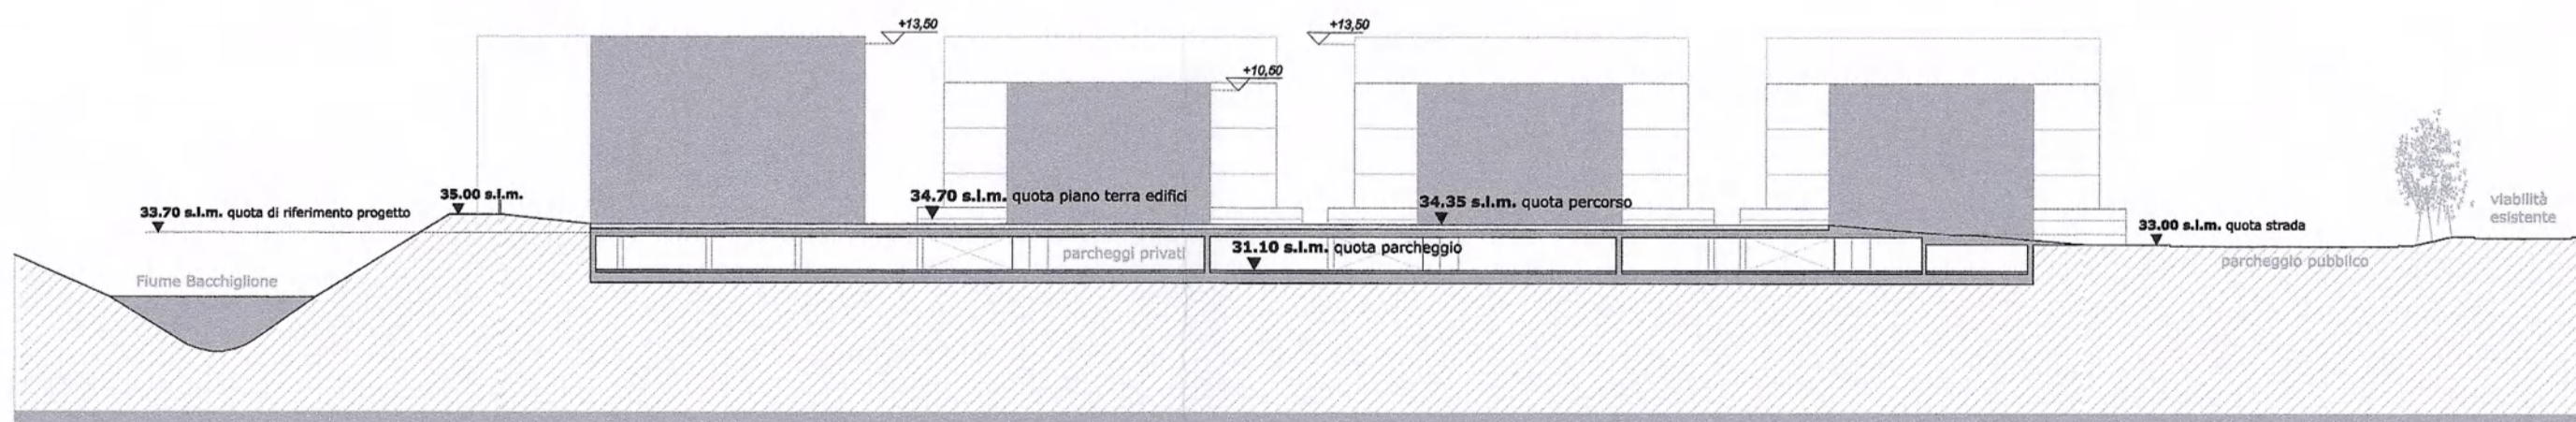 +13,50
+13,50
+10,50
35.00 s.l.m.
34.70 s.l.m. quota piano terra edifici
34.35 s.l.m. quota percorso
33.70 s.l.m. quota di riferimento progetto
33.00 s.l.m. quota strada
viabilità
esistente
parcheggi privati
31.10 s.l.m. quota parcheggio
parcheggio pubblico
Fiume Bacchiglione